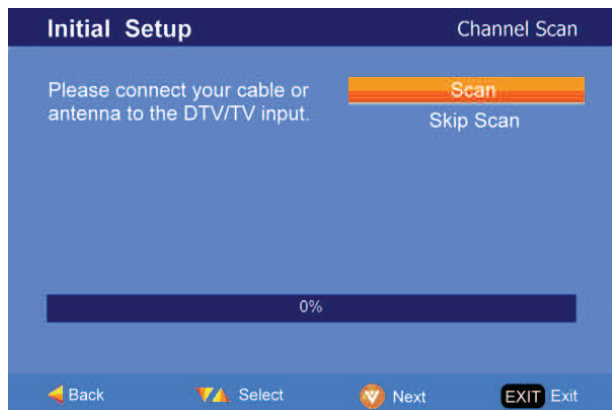 Initial Setup
Channel Scan
Please connect your cable or
antenna to the DTV/TV input.
Scan
Skip Scan
0%
Back
Select
V Next
EXIT Exit